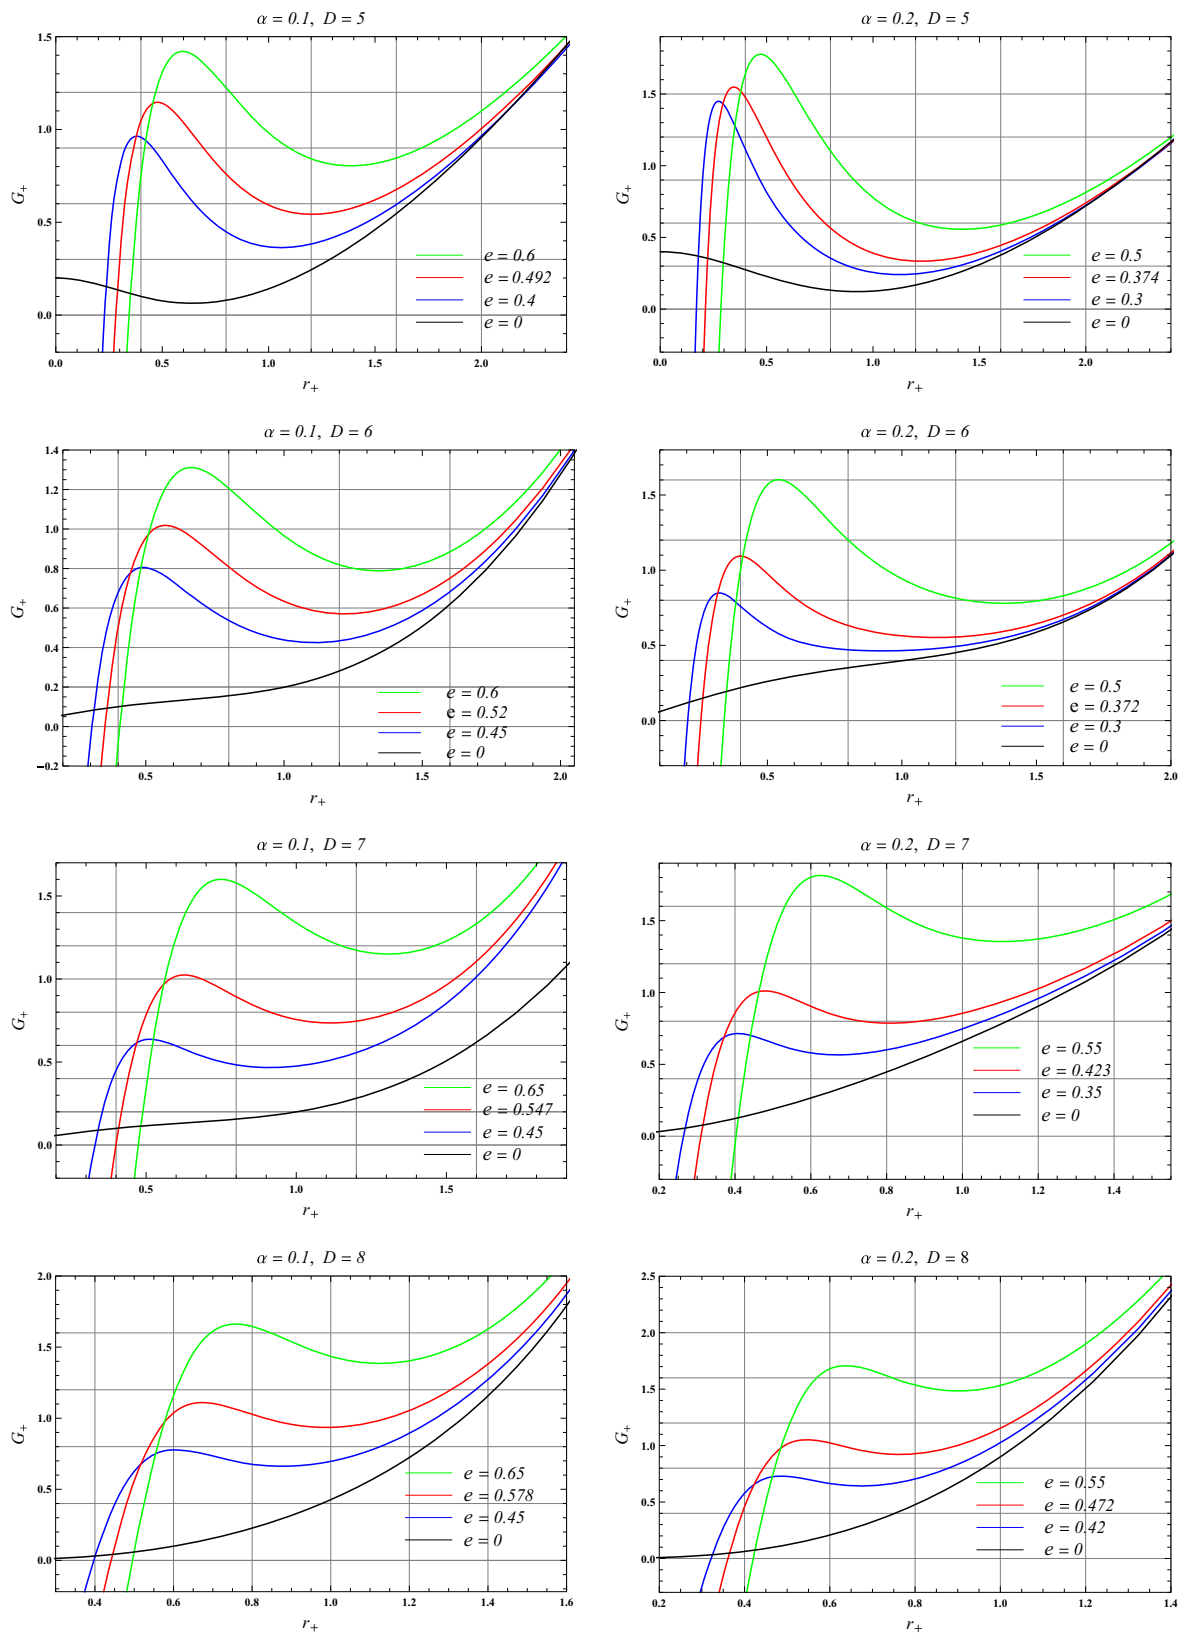 α = 0.1, D = 5
1.5
1.0
0.5
0.0
G+
e = 0.6
e = 0.492
e = 0.4
e = 0
0.0 0.5 1.0 1.5 2.0
r+
α = 0.2, D = 5
1.5
1.0
0.5
0.0
G+
e = 0.5
e = 0.374
e = 0.3
e = 0
0.0 0.5 1.0 1.5 2.0
r+
α = 0.1, D = 6
1.4
1.2
1.0
0.8
0.6
0.4
0.2
0.0
−0.2
G+
e = 0.6
e = 0.52
e = 0.45
e = 0
0.5 1.0 1.5 2.0
r+
α = 0.2, D = 6
1.5
1.0
0.5
0.0
G+
e = 0.5
e = 0.372
e = 0.3
e = 0
0.5 1.0 1.5 2.0
r+
α = 0.1, D = 7
1.5
1.0
0.5
0.0
G+
e = 0.65
e = 0.547
e = 0.45
e = 0
0.5 1.0 1.5
r+
α = 0.2, D = 7
1.5
1.0
0.5
0.0
G+
e = 0.55
e = 0.423
e = 0.35
e = 0
0.2 0.4 0.6 0.8 1.0 1.2 1.4
r+
α = 0.1, D = 8
2.0
1.5
1.0
0.5
0.0
G+
e = 0.65
e = 0.578
e = 0.45
e = 0
0.4 0.6 0.8 1.0 1.2 1.4 1.6
r+
α = 0.2, D = 8
2.5
2.0
1.5
1.0
0.5
0.0
G+
e = 0.55
e = 0.472
e = 0.42
e = 0
0.2 0.4 0.6 0.8 1.0 1.2 1.4
r+